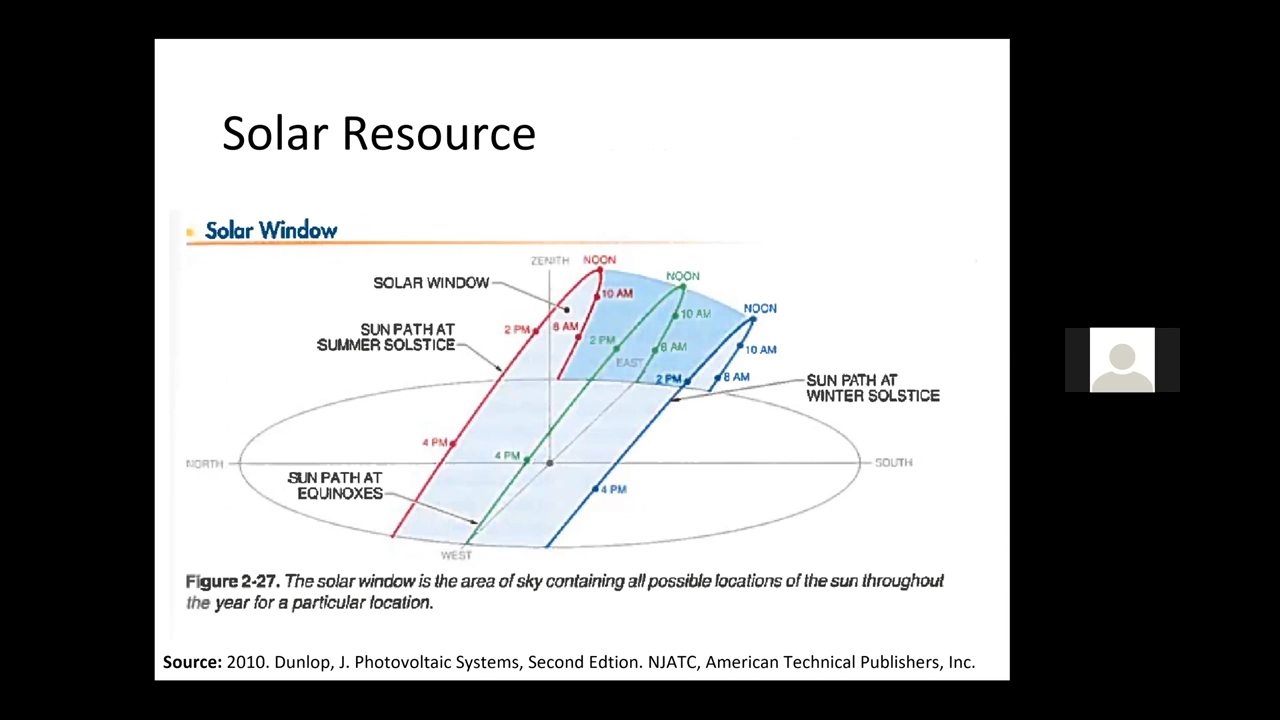 Solar Resource
Solar Window
ZENITH
NOON
SOLAR WINDOW
10 AM
NOON
NOON
SUN PATH AT
SUMMER SOLSTICE
2 PM
8 AM
10 AM
2 PM
8 AM
10 AM
EAST
2 PM
8 AM
SUN PATH AT
WINTER SOLSTICE
4 PM
4 PM
NORTH
SOUTH
SUN PATH AT
EQUINOXES
4 PM
WEST
Figure 2-27. The solar window is the area of sky containing all possible locations of the sun throughout
the year for a particular location.
Source: 2010. Dunlop, J. Photovoltaic Systems, Second Edtion. NJATC, American Technical Publishers, Inc.